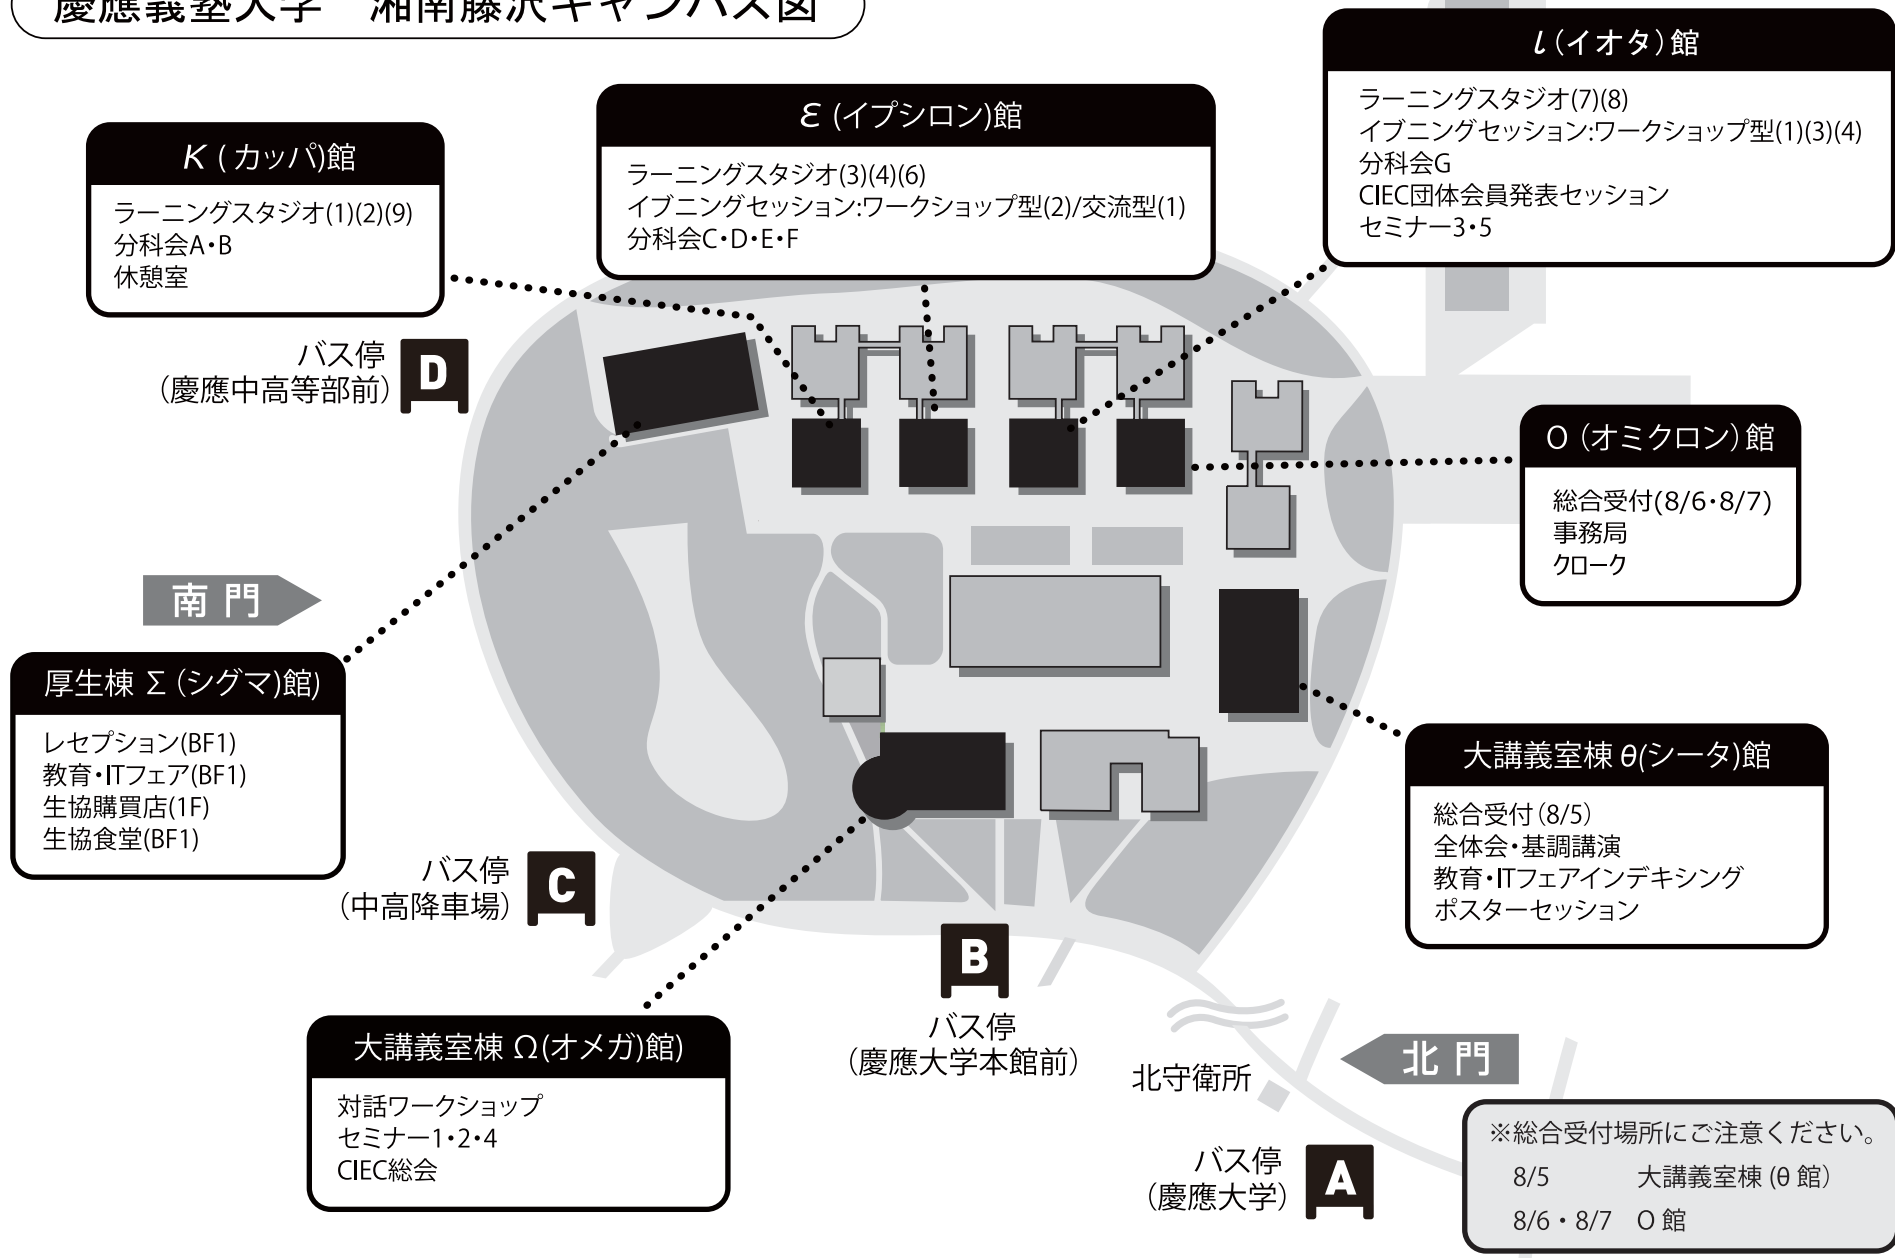 慶應義塾大学 湘南藤沢キャンパス図
ι(イオタ)館
ラーニングスタジオ(7)(8)
イブニングセッション:ワークショップ型(1)(3)(4)
分科会G
CIEC団体会員発表セッション
セミナー3・5
ε(イプシロン)館
ラーニングスタジオ(3)(4)(6)
イブニングセッション:ワークショップ型(2)/交流型(1)
分科会C・D・E・F
K(カッパ)館
ラーニングスタジオ(1)(2)(9)
分科会A・B
休憩室
バス停
(慶應中高等部前)
D
O(オミクロン)館
総合受付(8/6・8/7)
事務局
クローク
南門
厚生棟 Σ(シグマ)館)
レセプション(BF1)
教育・ITフェア(BF1)
生協購買店(1F)
生協食堂(BF1)
大講義室棟 θ(シータ)館
総合受付(8/5)
全体会・基調講演
教育・ITフェアインデキシング
ポスターセッション
バス停
(中高降車場)
C
B
バス停
(慶應大学本館前)
大講義室棟 Ω(オメガ)館)
対話ワークショップ
セミナー1・2・4
CIEC総会
北門
北守衛所
バス停
(慶應大学)
A
※総合受付場所にご注意ください。
8/5 大講義室棟(θ館)
8/6・8/7 O館